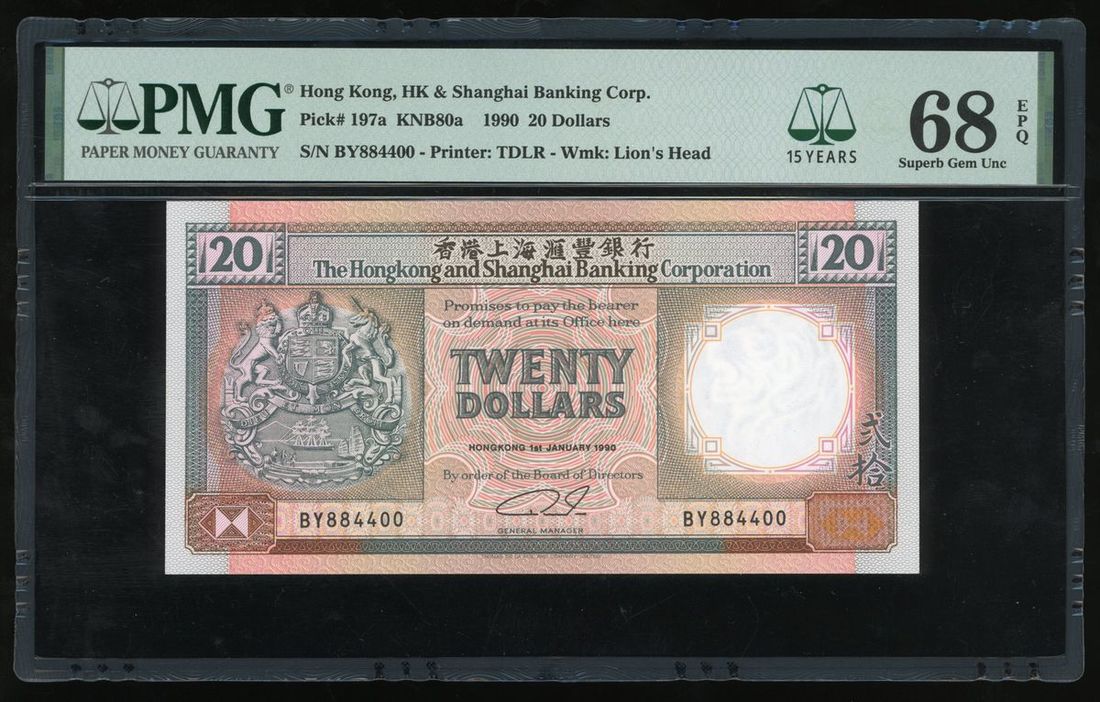 PMG®
PAPER MONEY GUARANTY
Hong Kong, HK & Shanghai Banking Corp.
Pick# 197a KNB80a 1990 20 Dollars
S/N BY884400 - Printer: TDLR - Wmk: Lion's Head
15 YEARS
68 EPQ
Superb Gem Unc
20 香港上海滙豐銀行 20
The Hongkong and Shanghai Banking Corporation
Promises to pay the bearer
on demand at its Office here
TWENTY
DOLLARS
HONGKONG 1st JANUARY 1990
By order of the Board of Directors
GENERAL MANAGER
BY884400 BY884400
弍拾